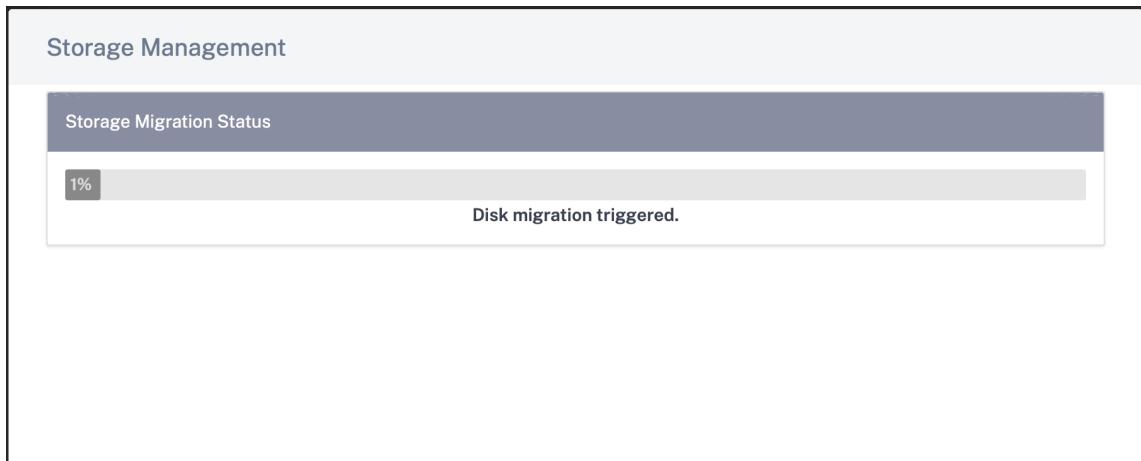 Storage Management
Storage Migration Status
1%
Disk migration triggered.